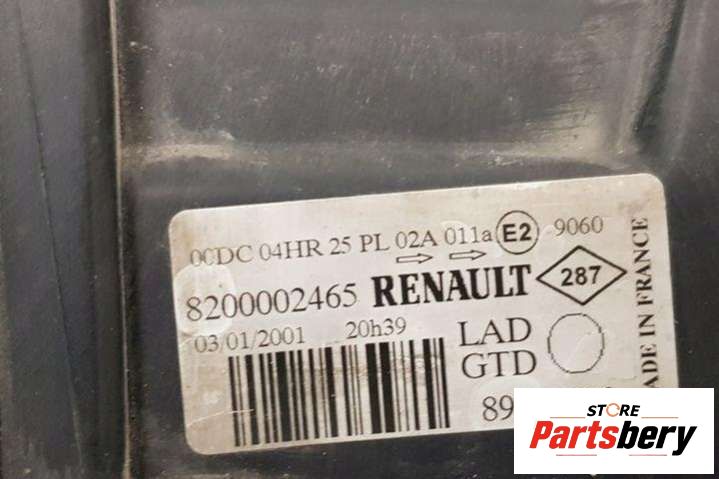 00DC 04HR 25 PL 02A 011a E2 9060
8200002465 RENAULT 287
03/01/2001 20h39 LAD
GTD
89
MADE IN FRANCE
STORE
Partsbery